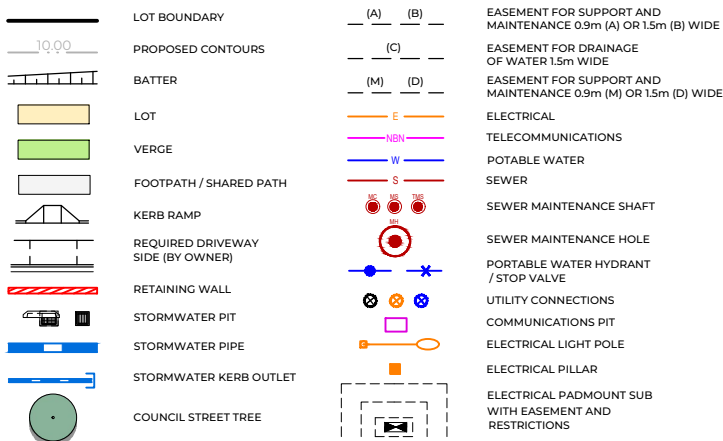 LOT BOUNDARY
10.00
PROPOSED CONTOURS
BATTER
LOT
VERGE
FOOTPATH / SHARED PATH
KERB RAMP
REQUIRED DRIVEWAY
SIDE (BY OWNER)
RETAINING WALL
STORMWATER PIT
STORMWATER PIPE
STORMWATER KERB OUTLET
COUNCIL STREET TREE
(A) (B)
EASEMENT FOR SUPPORT AND
MAINTENANCE 0.9m (A) OR 1.5m (B) WIDE
(C)
EASEMENT FOR DRAINAGE
OF WATER 1.5m WIDE
(M) (D)
EASEMENT FOR SUPPORT AND
MAINTENANCE 0.9m (M) OR 1.5m (D) WIDE
E
ELECTRICAL
NBN
TELECOMMUNICATIONS
W
POTABLE WATER
S
SEWER
MC MS TMS
SEWER MAINTENANCE SHAFT
MH
SEWER MAINTENANCE HOLE
PORTABLE WATER HYDRANT
/ STOP VALVE
UTILITY CONNECTIONS
COMMUNICATIONS PIT
ELECTRICAL LIGHT POLE
ELECTRICAL PILLAR
ELECTRICAL PADMOUNT SUB
WITH EASEMENT AND
RESTRICTIONS